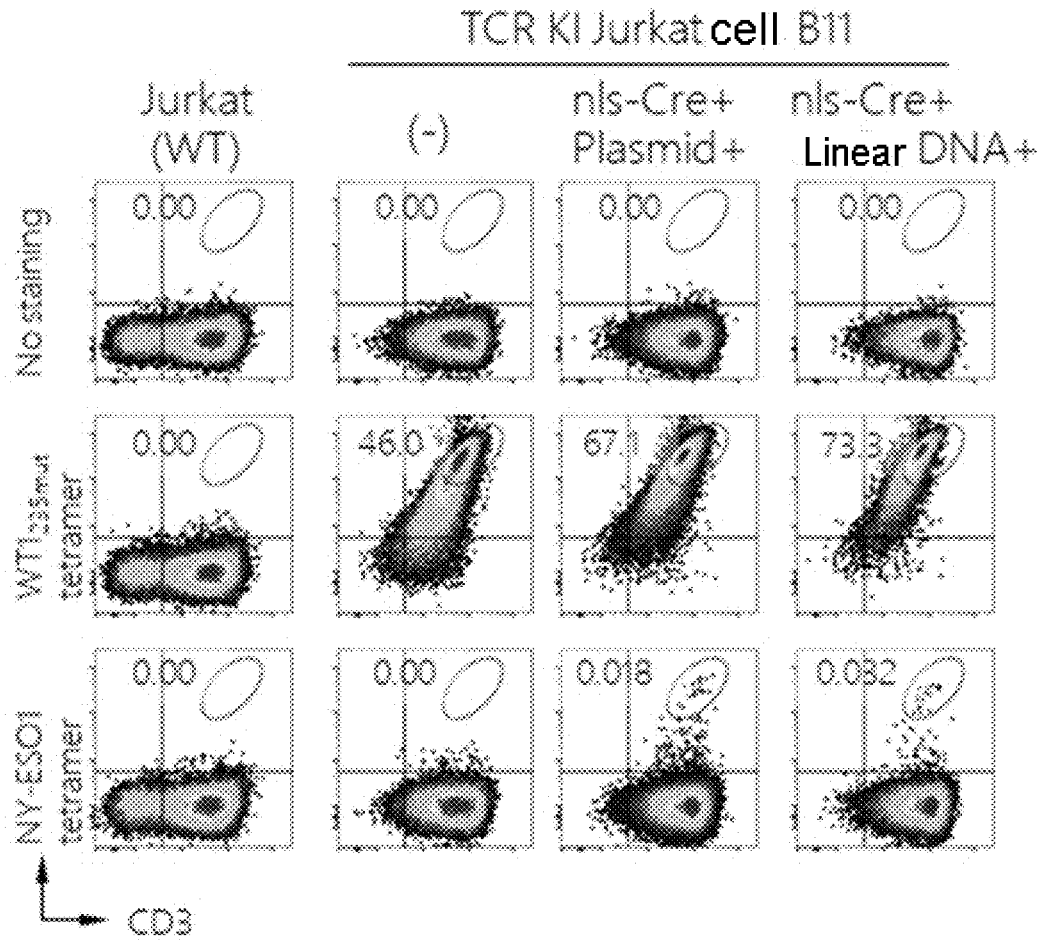 TCR KI Jurkat cell B11
Jurkat
(WT)
(-)
nls-Cre+
Plasmid+
nls-Cre+
Linear DNA+
No staining
0.00
0.00
0.00
0.00
WT1235mut
tetramer
0.00
46.0
67.1
73.3
NY-ESO1
tetramer
0.00
0.00
0.018
0.032
CD3